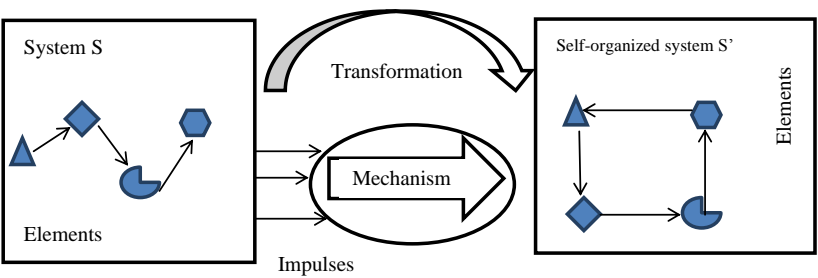 System S
Elements
Transformation
Mechanism
Impulses
Self-organized system S’
Elements